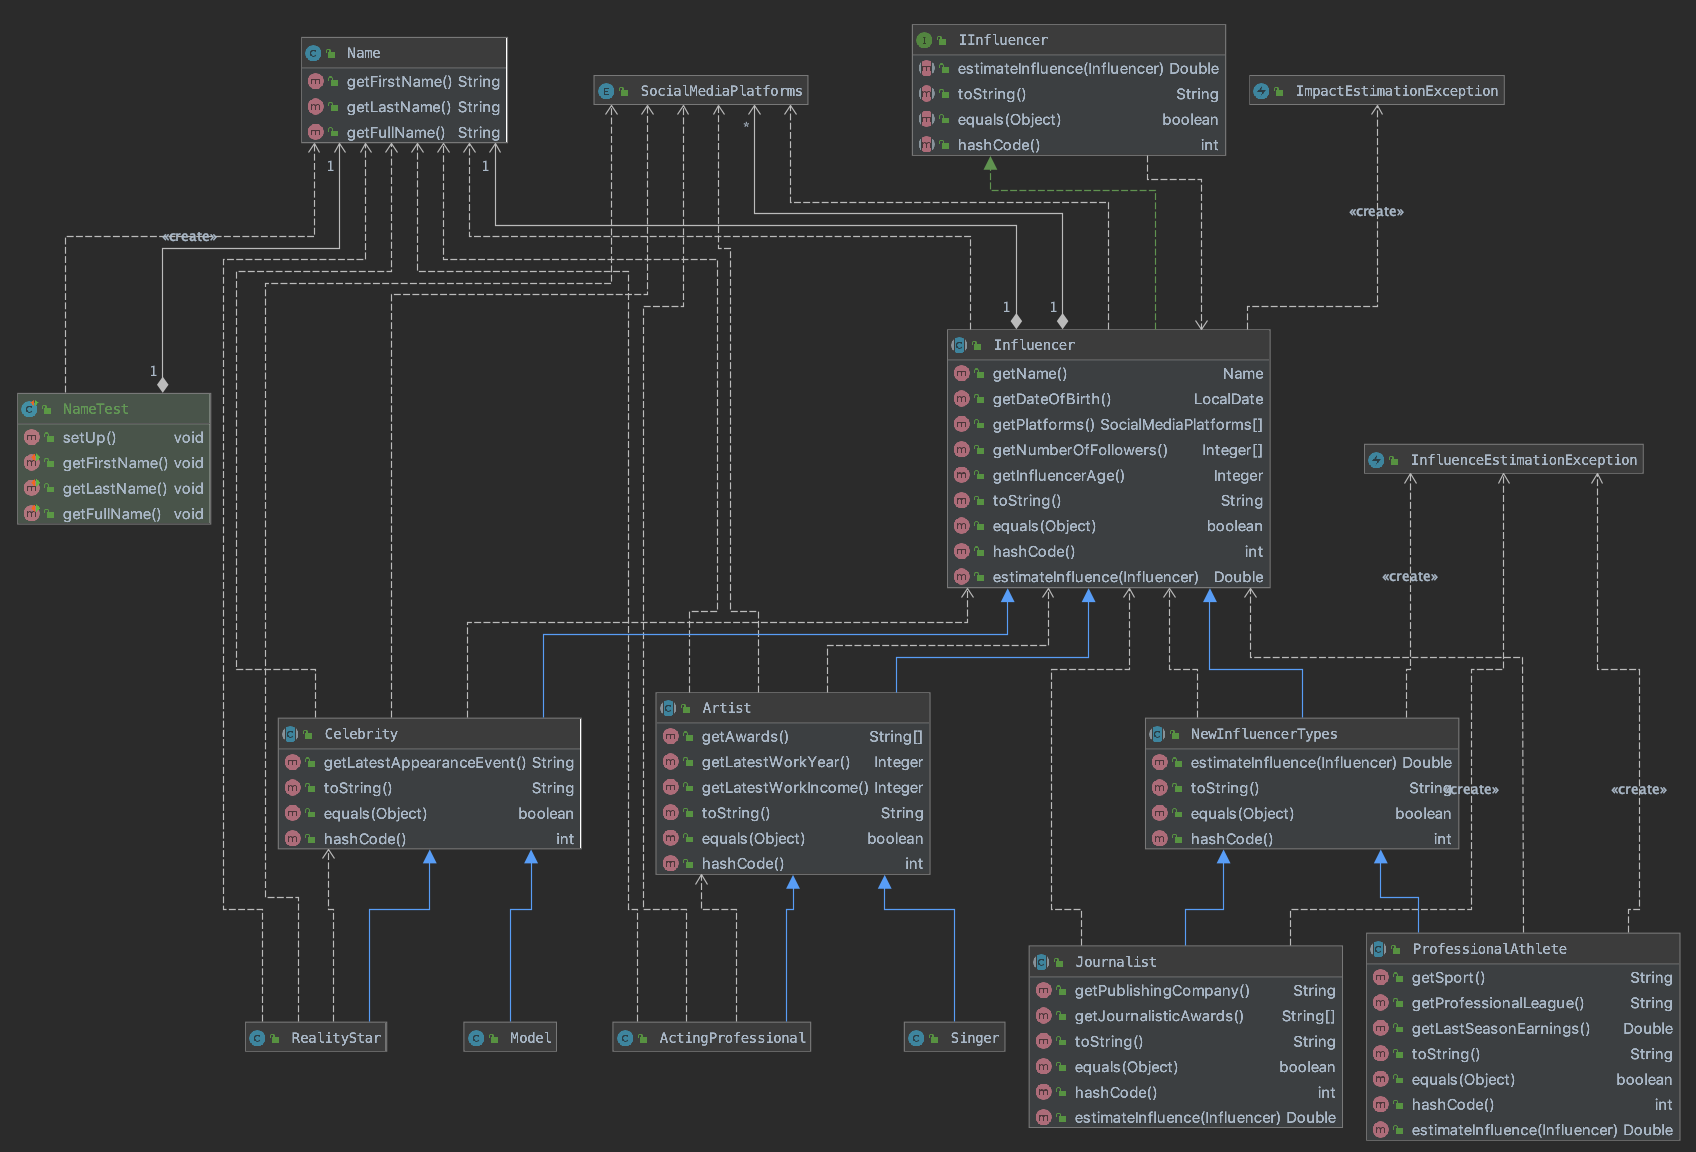 Name
getFirstName() String
getLastName() String
getFullName() String
SocialMediaPlatforms
IInfluencer
estimateInfluence(Influencer) Double
toString() String
equals(Object) boolean
hashCode() int
ImpactEstimationException
*
1
1
«create»
«create»
1
1
1
NameTest
setUp() void
getFirstName() void
getLastName() void
getFullName() void
Influencer
getName() Name
getDateOfBirth() LocalDate
getPlatforms() SocialMediaPlatforms[]
getNumberOfFollowers() Integer[]
getInfluencerAge() Integer
toString() String
equals(Object) boolean
hashCode() int
estimateInfluence(Influencer) Double
InfluenceEstimationException
«create»
Celebrity
getLatestAppearanceEvent() String
toString() String
equals(Object) boolean
hashCode() int
Artist
getAwards() String[]
getLatestWorkYear() Integer
getLatestWorkIncome() Integer
toString() String
equals(Object) boolean
hashCode() int
NewInfluencerTypes
estimateInfluence(Influencer) Double
toString() String
equals(Object) boolean
hashCode() int
«create»
«create»
RealityStar
Model
ActingProfessional
Singer
Journalist
getPublishingCompany() String
getJournalisticAwards() String[]
toString() String
equals(Object) boolean
hashCode() int
estimateInfluence(Influencer) Double
ProfessionalAthlete
getSport() String
getProfessionalLeague() String
getLastSeasonEarnings() Double
toString() String
equals(Object) boolean
hashCode() int
estimateInfluence(Influencer) Double